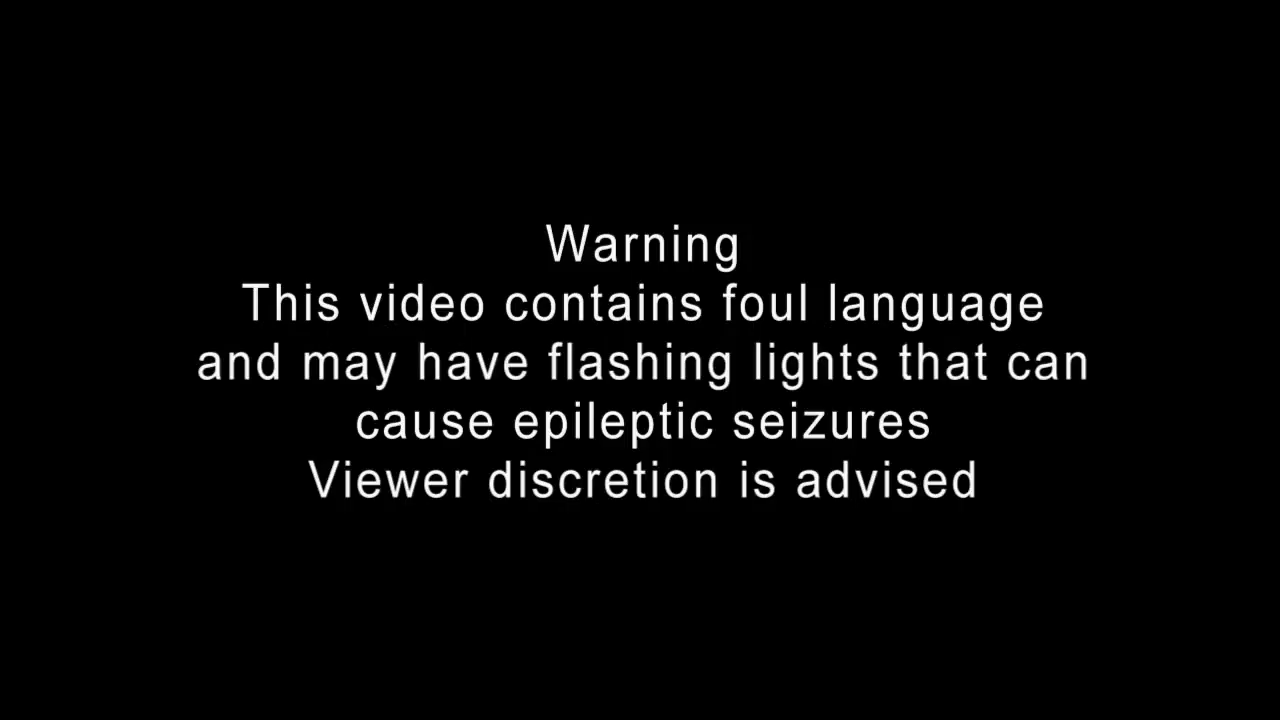 Warning
This video contains foul language
and may have flashing lights that can
cause epileptic seizures
Viewer discretion is advised